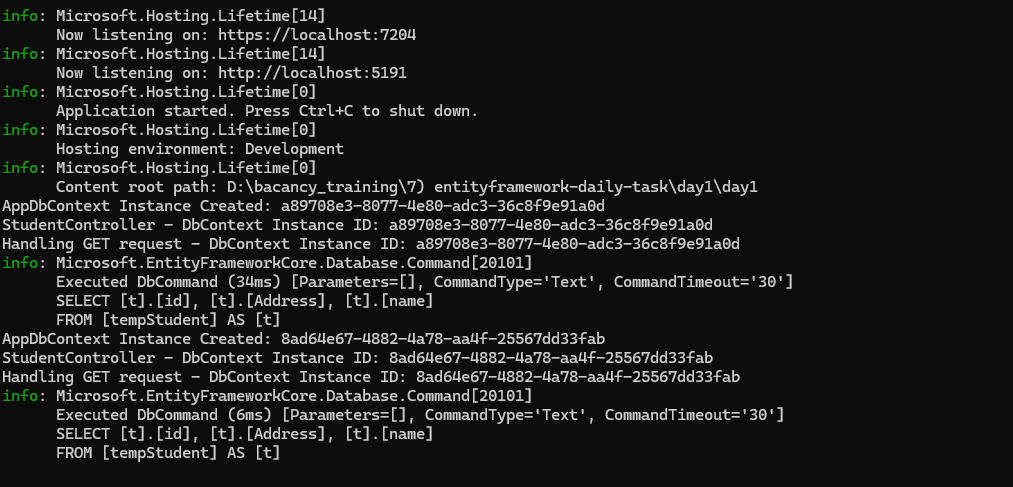 info: Microsoft.Hosting.Lifetime[14]
      Now listening on: https://localhost:7204
info: Microsoft.Hosting.Lifetime[14]
      Now listening on: http://localhost:5191
info: Microsoft.Hosting.Lifetime[0]
      Application started. Press Ctrl+C to shut down.
info: Microsoft.Hosting.Lifetime[0]
      Hosting environment: Development
info: Microsoft.Hosting.Lifetime[0]
      Content root path: D:\bacancy_training\7) entityframework-daily-task\day1\day1
AppDbContext Instance Created: a89708e3-8077-4e80-adc3-36c8f9e91a0d
StudentController - DbContext Instance ID: a89708e3-8077-4e80-adc3-36c8f9e91a0d
Handling GET request - DbContext Instance ID: a89708e3-8077-4e80-adc3-36c8f9e91a0d
info: Microsoft.EntityFrameworkCore.Database.Command[20101]
      Executed DbCommand (34ms) [Parameters=[], CommandType='Text', CommandTimeout='30']
      SELECT [t].[id], [t].[Address], [t].[name]
      FROM [tempStudent] AS [t]
AppDbContext Instance Created: 8ad64e67-4882-4a78-aa4f-25567dd33fab
StudentController - DbContext Instance ID: 8ad64e67-4882-4a78-aa4f-25567dd33fab
Handling GET request - DbContext Instance ID: 8ad64e67-4882-4a78-aa4f-25567dd33fab
info: Microsoft.EntityFrameworkCore.Database.Command[20101]
      Executed DbCommand (6ms) [Parameters=[], CommandType='Text', CommandTimeout='30']
      SELECT [t].[id], [t].[Address], [t].[name]
      FROM [tempStudent] AS [t]